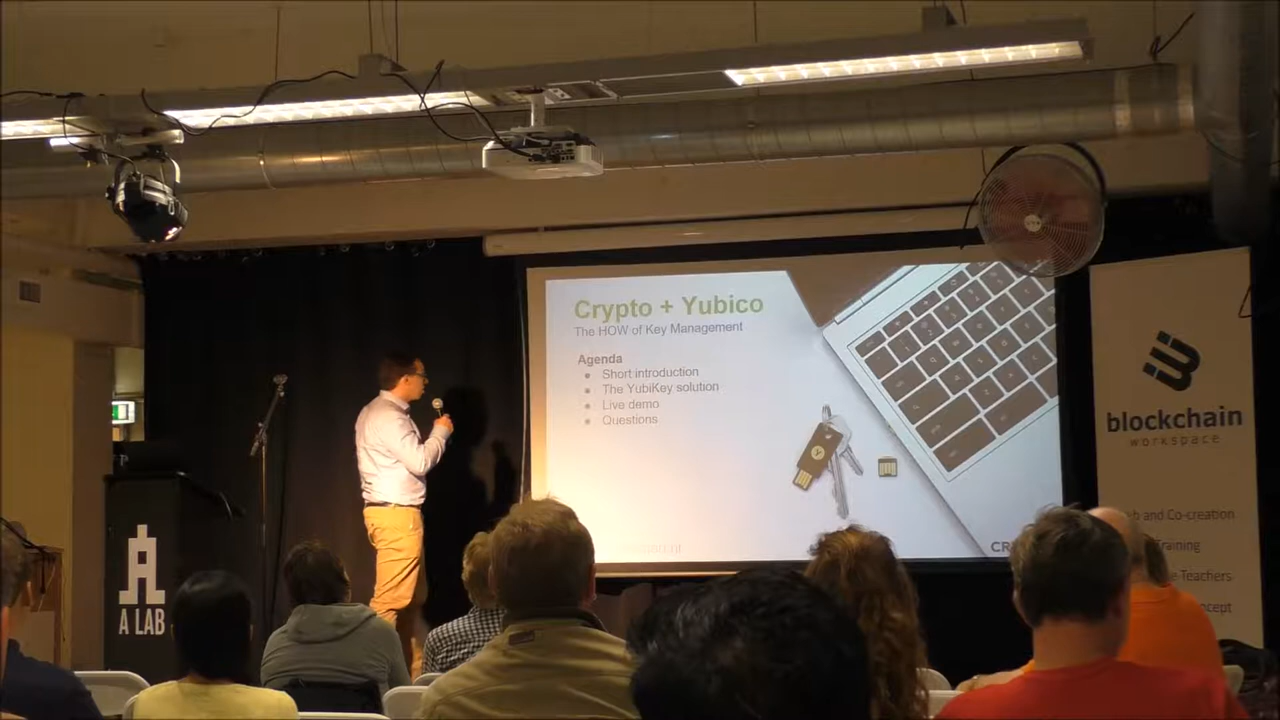 Crypto + Yubico
The HOW of Key Management
Agenda
Short introduction
The YubiKey solution
Live demo
Questions
blockchain
workspace
and Co-creation
Teachers
A LAB